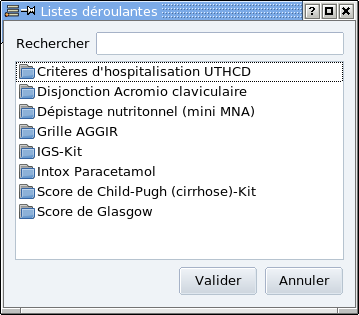 Listes déroulantes
Rechercher
Critères d'hospitalisation UTHCD
Disjonction Acromio claviculaire
Dépistage nutritonnel (mini MNA)
Grille AGGIR
IGS-Kit
Intox Paracetamol
Score de Child-Pugh (cirrhose)-Kit
Score de Glasgow
Valider Annuler